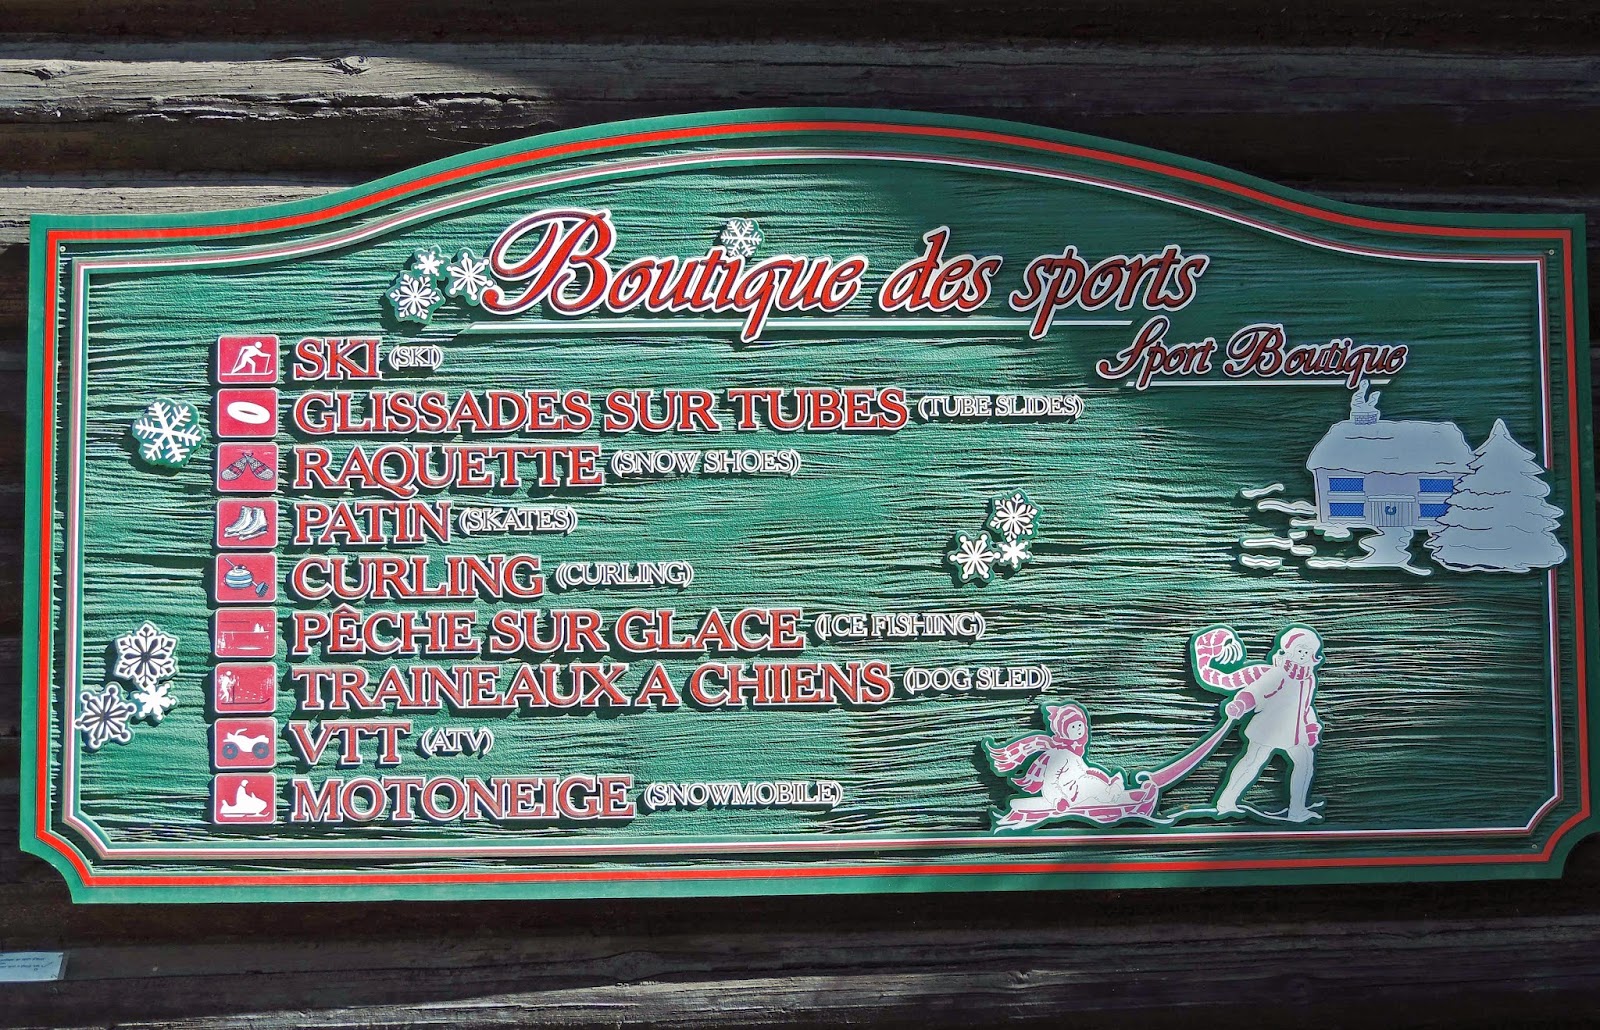 Boutique des sports
Sport Boutique
SKI (SKI)
GLISSADES SUR TUBES (TUBE SLIDES)
RAQUETTE (SNOW SHOES)
PATIN (SKATES)
CURLING (CURLING)
PÊCHE SUR GLACE (ICE FISHING)
TRAINEAUX A CHIENS (DOG SLED)
VTT (ATV)
MOTONEIGE (SNOWMOBILE)